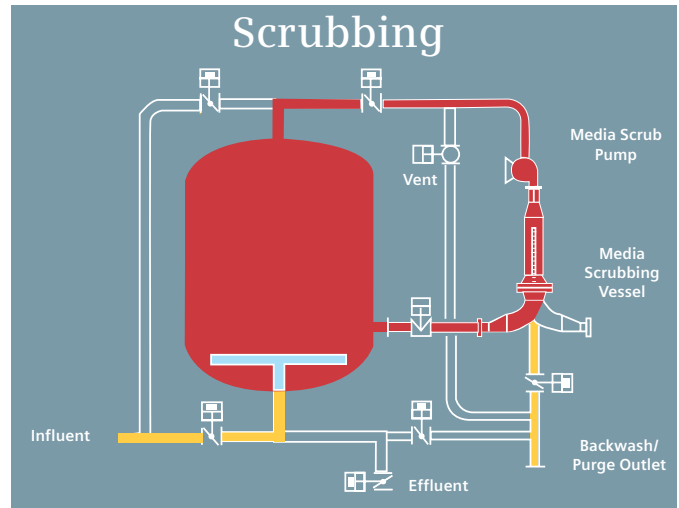 Scrubbing
Media Scrub
Pump
Vent
Media
Scrubbing
Vessel
Influent
Backwash/
Purge Outlet
Effluent